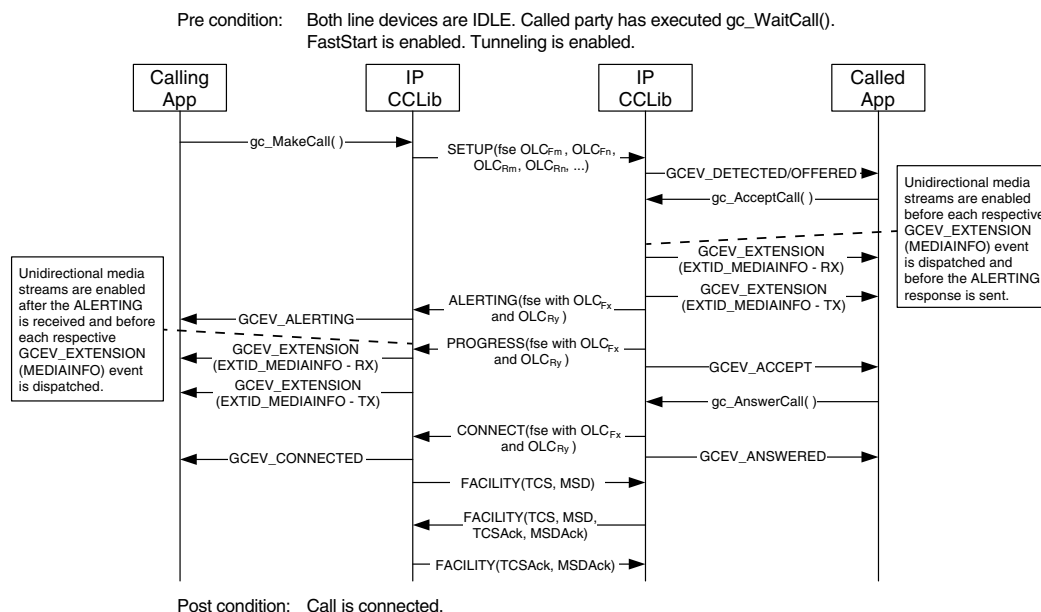 Pre condition: Both line devices are IDLE. Called party has executed gc_WaitCall().
FastStart is enabled. Tunneling is enabled.
Calling
App
IP
CCLib
IP
CCLib
Called
App
gc_MakeCall( )
SETUP(fse OLCFm , OLCFn,
OLCRm, OLCRn, ...)
GCEV_DETECTED/OFFERED
gc_AcceptCall( )
Unidirectional media
streams are enabled
before each respective
GCEV_EXTENSION
(MEDIAINFO) event
is dispatched and
before the ALERTING
response is sent.
GCEV_EXTENSION
(EXTID_MEDIAINFO - RX)
Unidirectional media
streams are enabled
after the ALERTING
is received and before
each respective
GCEV_EXTENSION
(MEDIAINFO) event
is dispatched.
GCEV_EXTENSION
(EXTID_MEDIAINFO - TX)
ALERTING(fse with OLCFx
and OLCRy )
GCEV_ALERTING
PROGRESS(fse with OLCFx
and OLCRy )
GCEV_EXTENSION
(EXTID_MEDIAINFO - RX)
GCEV_ACCEPT
GCEV_EXTENSION
(EXTID_MEDIAINFO - TX)
gc_AnswerCall( )
CONNECT(fse with OLCFx
and OLCRy )
GCEV_CONNECTED
GCEV_ANSWERED
FACILITY(TCS, MSD)
FACILITY(TCS, MSD,
TCSAck, MSDAck)
FACILITY(TCSAck, MSDAck)
Post condition: Call is connected.